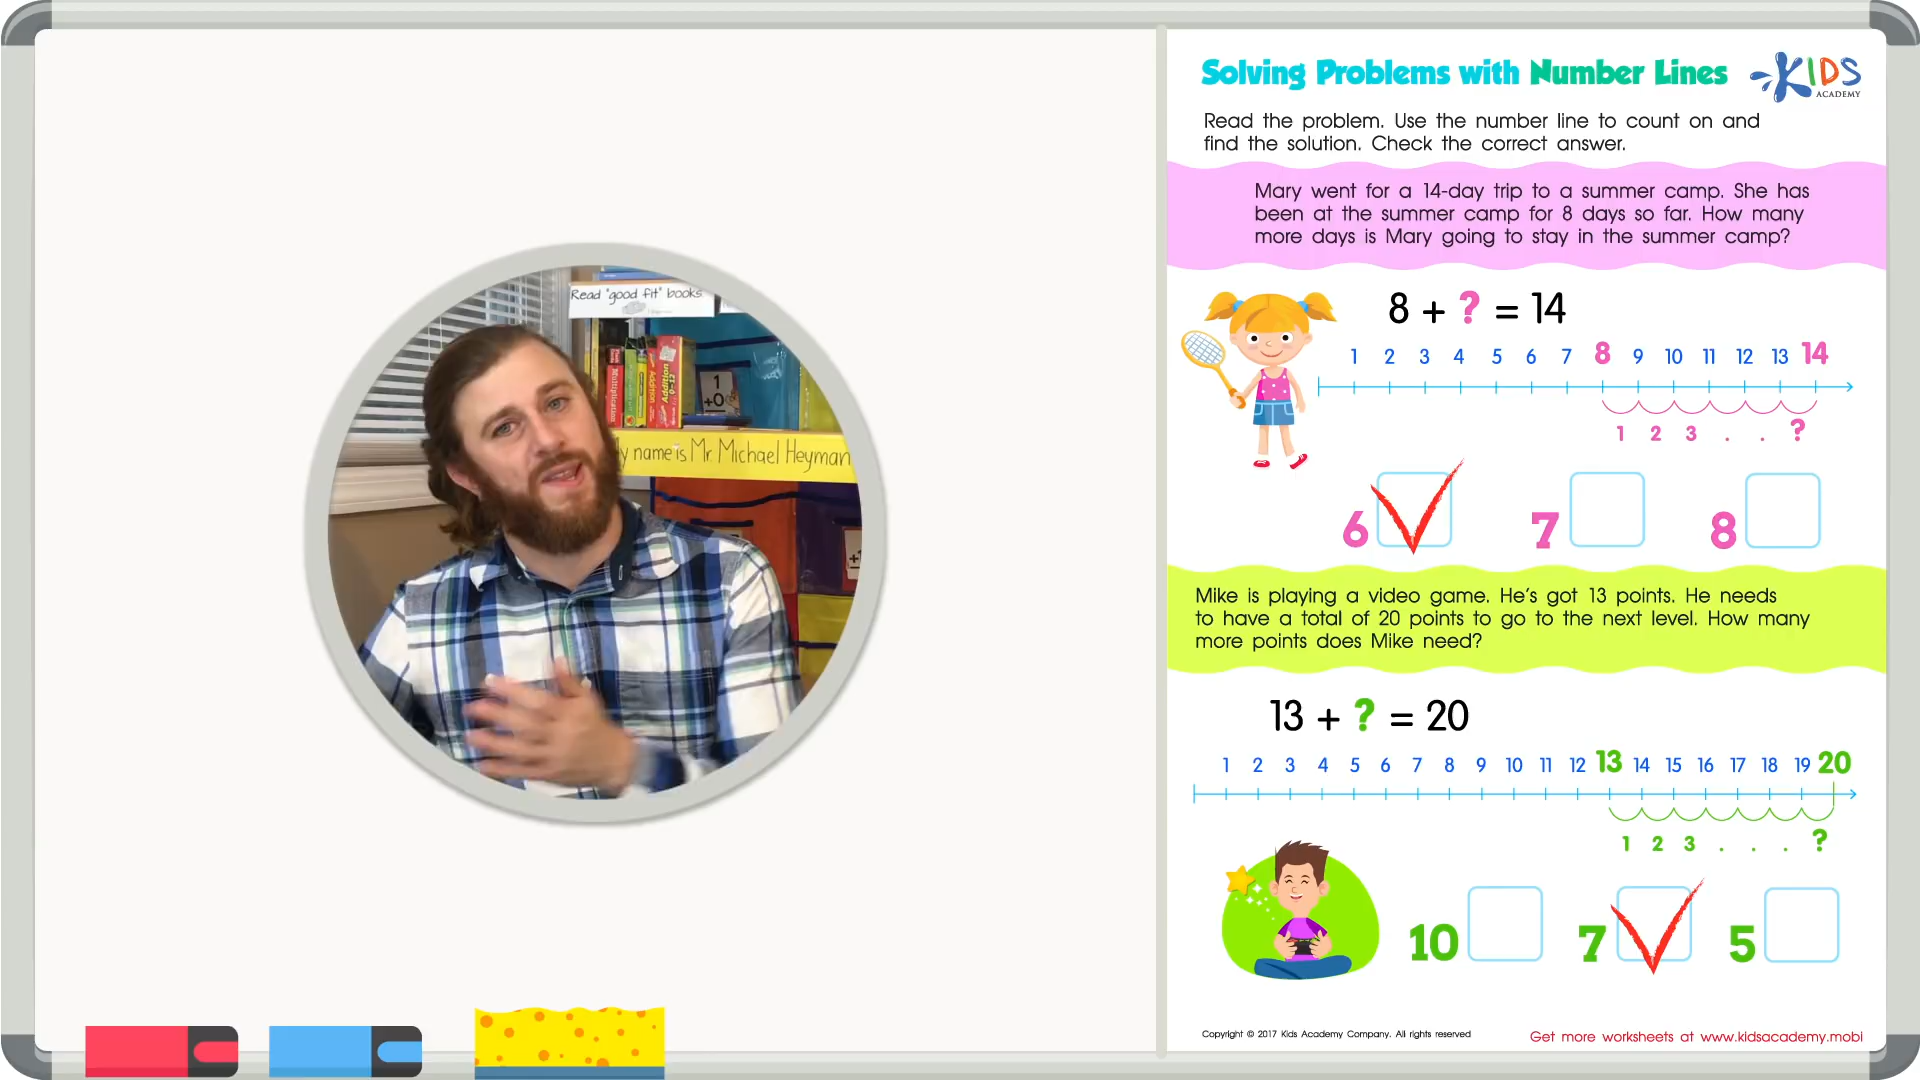 Read "good fit" books.
Multiplication
Addition
Addition 0-12
1
+0
My name is Mr Michael Heyman
Solving Problems with Number Lines
KIDS
ACADEMY
Read the problem. Use the number line to count on and
find the solution. Check the correct answer.
Mary went for a 14-day trip to a summer camp. She has
been at the summer camp for 8 days so far. How many
more days is Mary going to stay in the summer camp?
8 + ? = 14
1 2 3 4 5 6 7 8 9 10 11 12 13 14
1 2 3 . . ?
6 7 8
Mike is playing a video game. He's got 13 points. He needs
to have a total of 20 points to go to the next level. How many
more points does Mike need?
13 + ? = 20
1 2 3 4 5 6 7 8 9 10 11 12 13 14 15 16 17 18 19 20
1 2 3 . . . ?
10 7 5
Copyright © 2017 Kids Academy Company. All rights reserved
Get more worksheets at www.kidsacademy.mobi